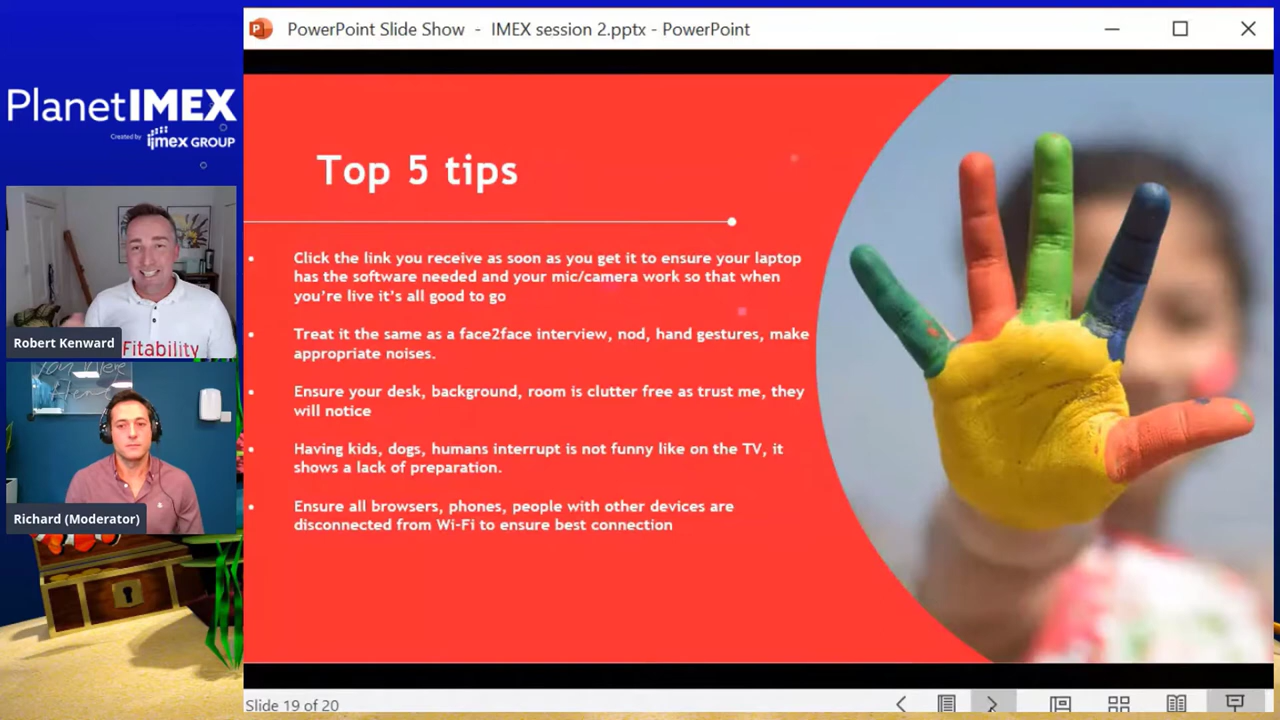 PowerPoint Slide Show - IMEX session 2.pptx - PowerPoint
PlanetIMEX
Created by imex GROUP
Top 5 tips
Click the link you receive as soon as you get it to ensure your laptop
has the software needed and your mic/camera work so that when
you're live it's all good to go
Treat it the same as a face2face interview, nod, hand gestures, make
appropriate noises.
Ensure your desk, background, room is clutter free as trust me, they
will notice
Having kids, dogs, humans interrupt is not funny like on the TV, it
shows a lack of preparation.
Ensure all browsers, phones, people with other devices are
disconnected from Wi-Fi to ensure best connection
Robert Kenward
Fitability
You Were
Richard (Moderator)
Slide 19 of 20